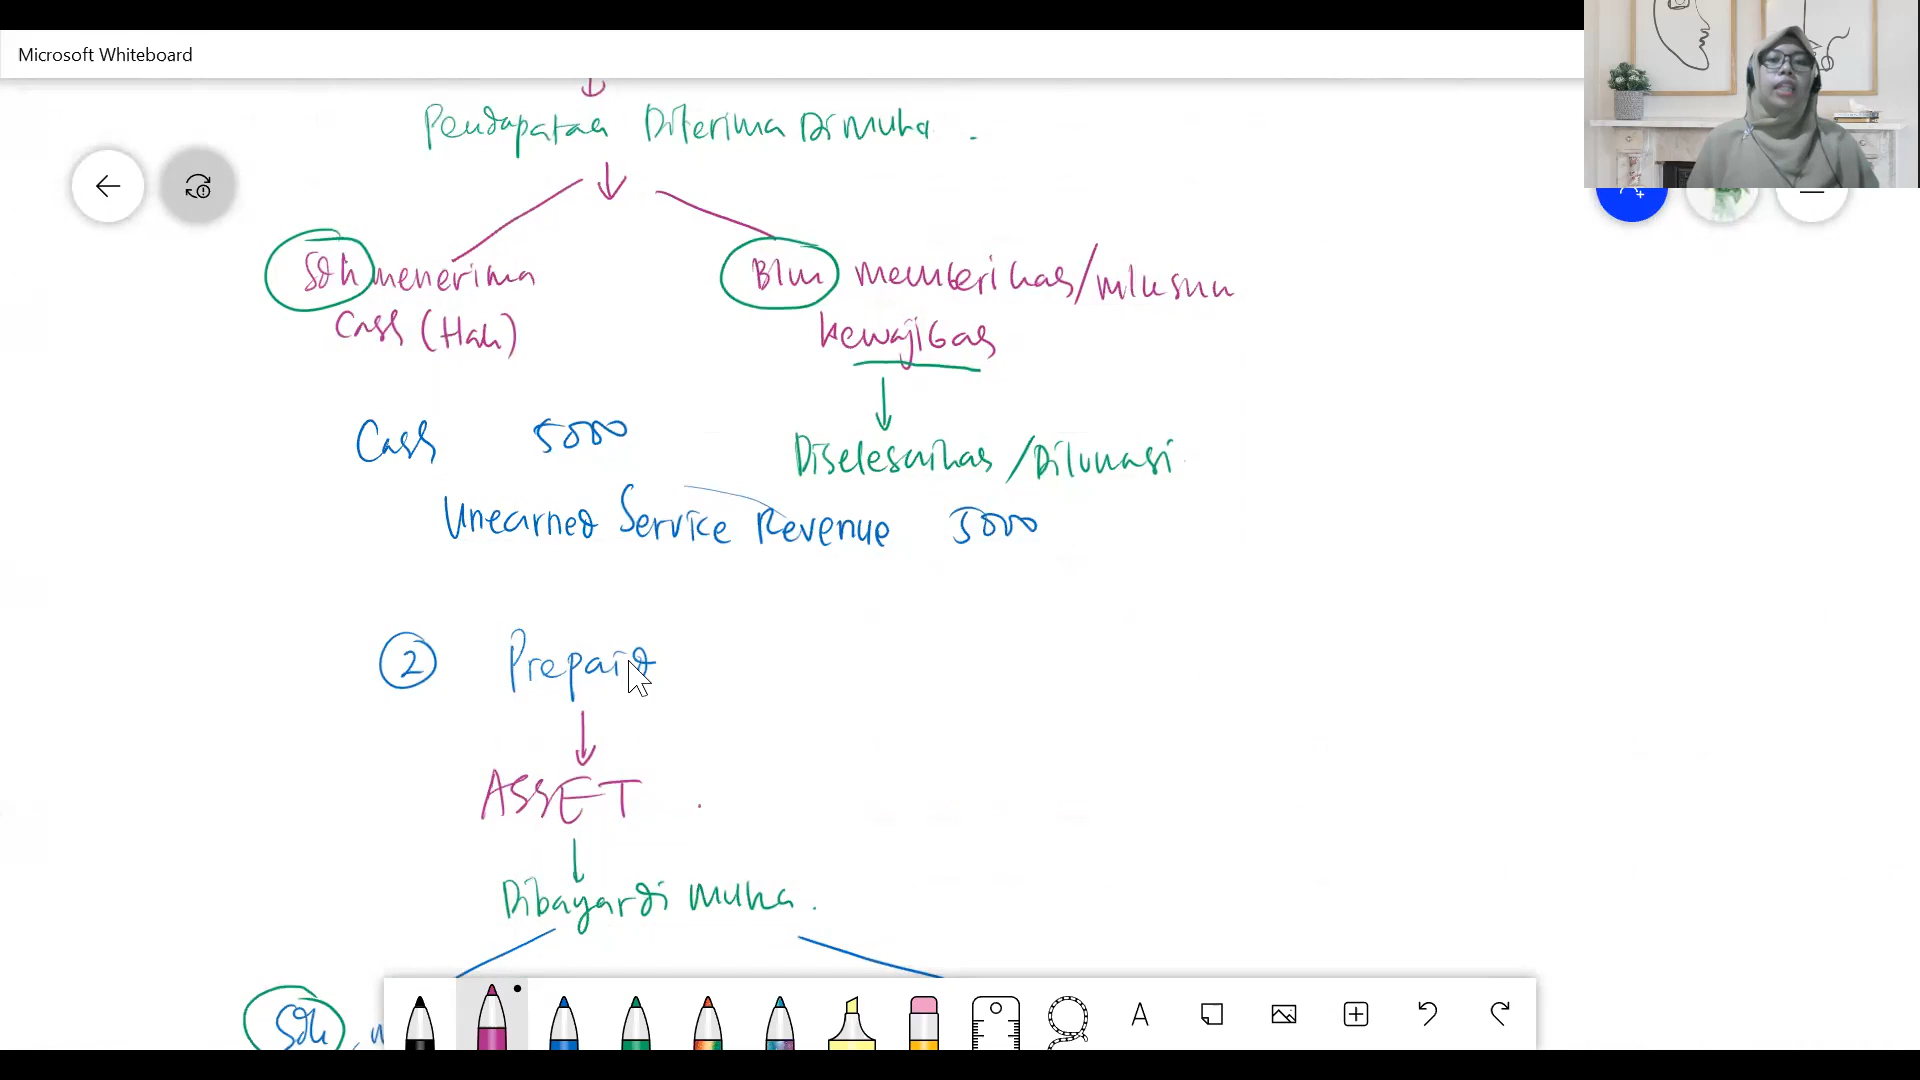 Microsoft Whiteboard
Pendapatan Diterima Dimuka.
Sdh menerima
Cash (Hak)
Blm memberikan/mlksnn
kewajiban
Diselesaikan/Dilunasi
Cash 5000
Unearned Service Revenue 5000
2 Prepaid
ASSET
Dibayar di muka.
Sdh
A